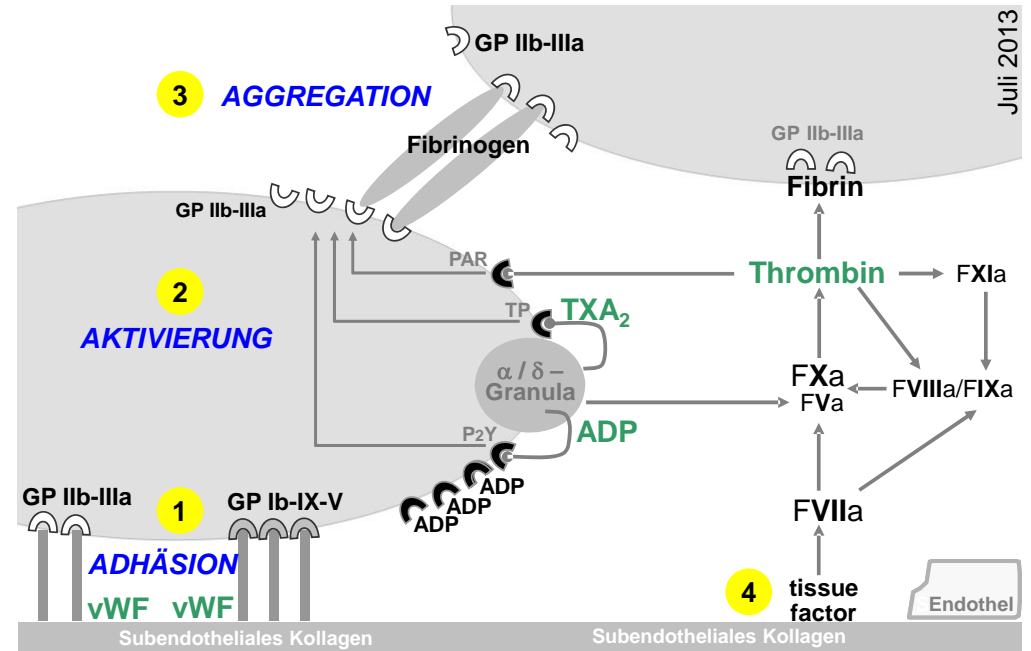 Juli 2013
GP IIb-IIIa
3 AGGREGATION
Fibrinogen
GP IIb-IIIa
GP IIb-IIIa
Fibrin
PAR
Thrombin
FXIa
2
AKTIVIERUNG
TP
TXA₂
α / δ –
Granula
FXa
FVa
FVIIIa/FIXa
P2Y
ADP
ADP
ADP
ADP
GP IIb-IIIa
1
GP Ib-IX-V
FVIIa
ADHÄSION
vWF vWF
4
tissue
factor
Endothel
Subendotheliales Kollagen
Subendotheliales Kollagen